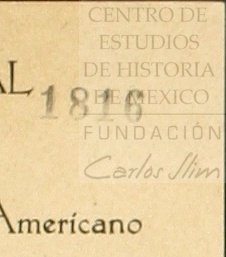 CENTRO DE
ESTUDIOS
DE HISTORIA
DE MEXICO
FUNDACIÓN
Carlos Slim
AL
1816
Americano